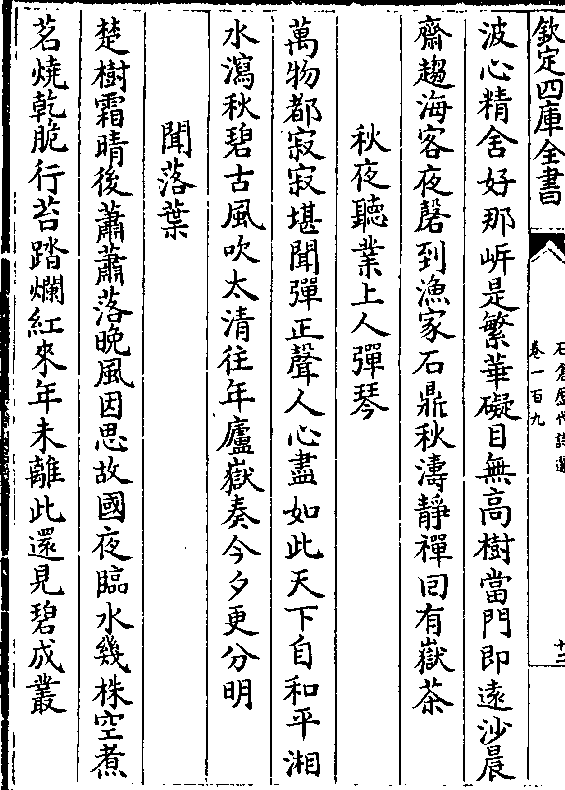 欽定四庫全書
石倉歷代詩選
卷一百九
十三
波心精舍好那岍是繁華礙目無高樹當門即逺沙晨
齋趨海客夜磬到漁家石鼎秋濤靜禪囘有嶽茶
秋夜聽業上人彈琴
萬物都寂寂堪聞彈正聲人心盡如此天下自和平湘
水瀉秋碧古風吹太清往年廬嶽奏今夕更分明
聞落葉
楚樹霜晴後蕭蕭落晚風因思故國夜臨水幾株空煮
茗燒乾脆行苔踏爛紅來年未離此還見碧成叢